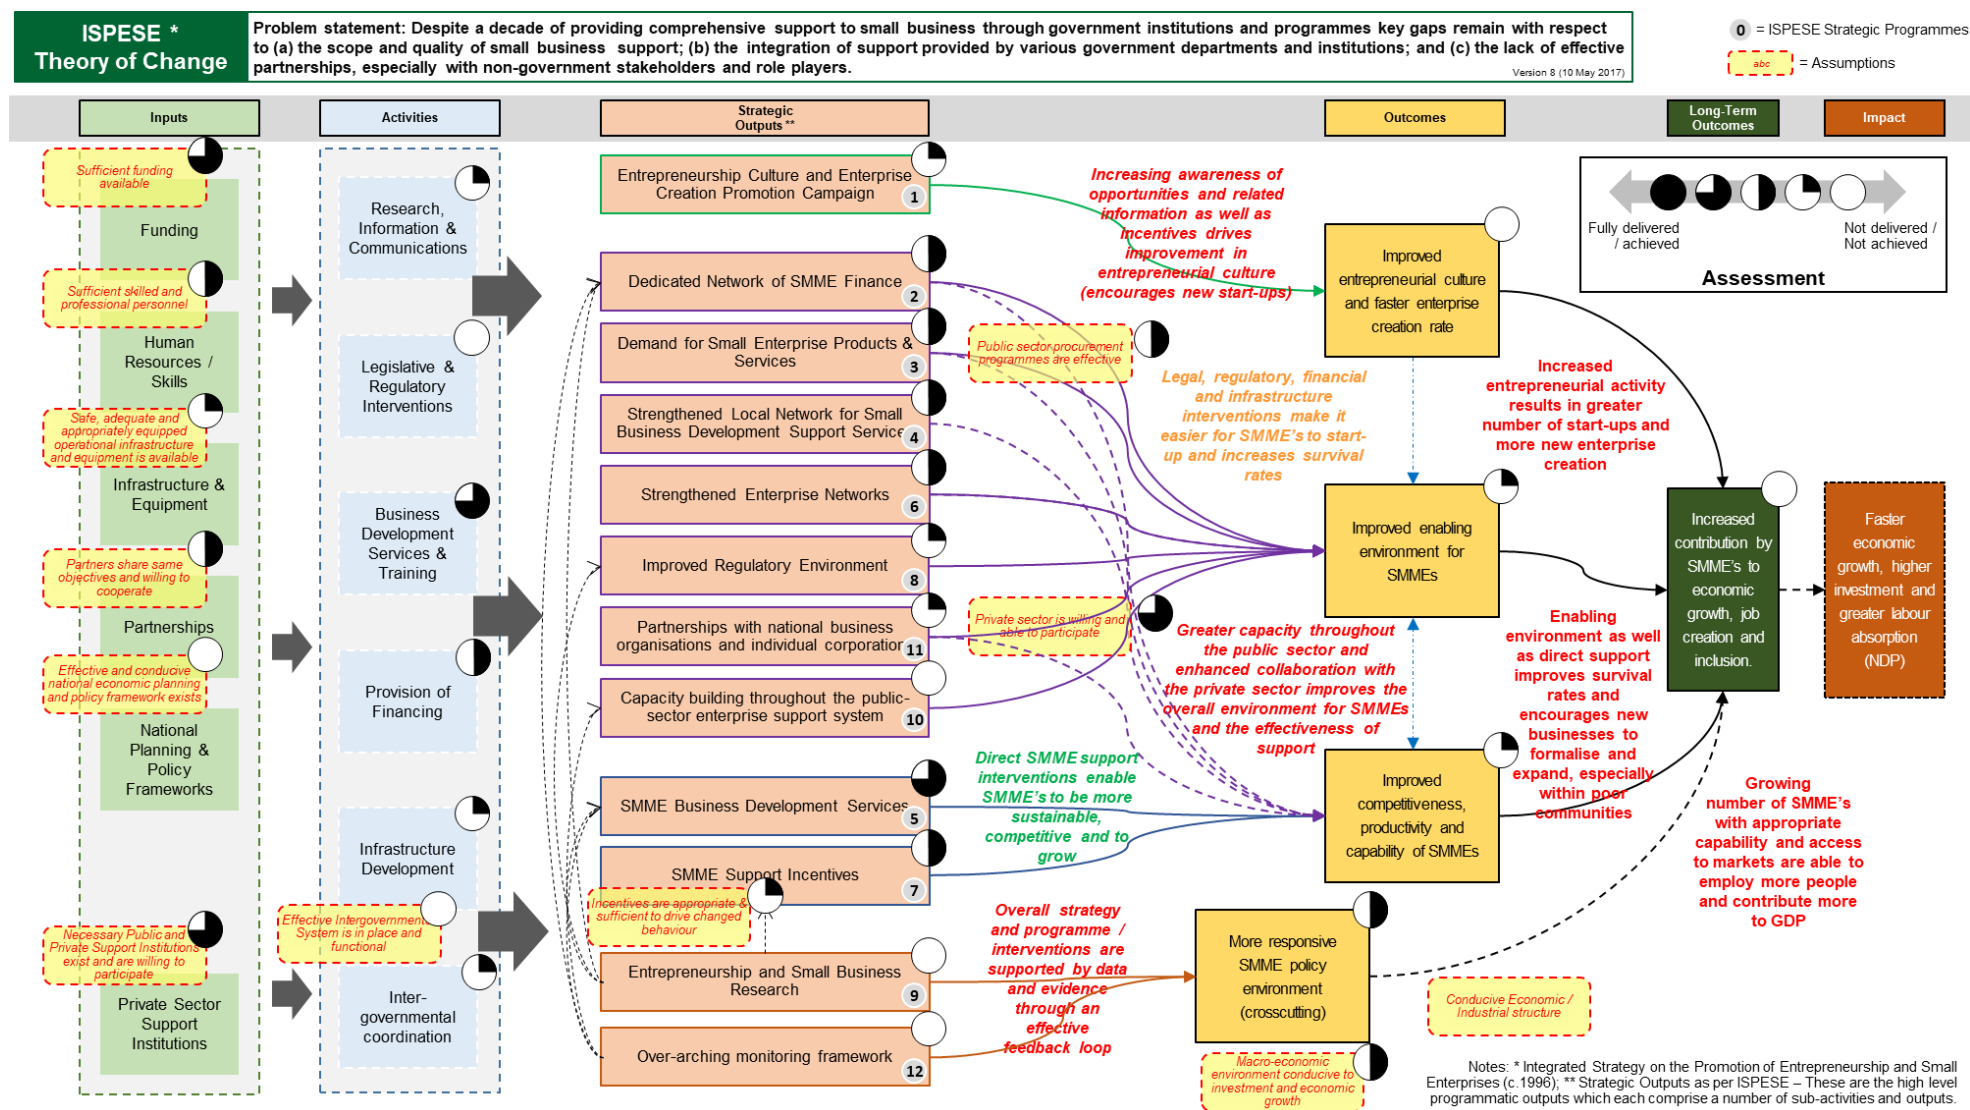 ISPESE *
Theory of Change
Problem statement: Despite a decade of providing comprehensive support to small business through government institutions and programmes key gaps remain with respect
to (a) the scope and quality of small business support; (b) the integration of support provided by various government departments and institutions; and (c) the lack of effective
partnerships, especially with non-government stakeholders and role players.
Version 8 (10 May 2017)
0 = ISPESE Strategic Programmes
abc = Assumptions
Inputs
Activities
Strategic
Outputs **
Outcomes
Long-Term
Outcomes
Impact
Sufficient funding
available
Funding
Sufficient skilled and
professional personnel
Human
Resources /
Skills
Safe, adequate and
appropriately equipped
operational infrastructure
and equipment is available
Infrastructure &
Equipment
Partners share same
objectives and willing to
cooperate
Partnerships
Effective and conducive
national economic planning
and policy framework exists
National
Planning &
Policy
Frameworks
Necessary Public and
Private Support Institutions
exist and are willing to
participate
Private Sector
Support
Institutions
Research,
Information &
Communications
Legislative &
Regulatory
Interventions
Business
Development
Services &
Training
Provision of
Financing
Infrastructure
Development
Effective Intergovernmental
System is in place and
functional
Inter-
governmental
coordination
Entrepreneurship Culture and Enterprise
Creation Promotion Campaign
1
Dedicated Network of SMME Finance
2
Demand for Small Enterprise Products &
Services
3
Strengthened Local Network for Small
Business Development Support Service
4
Strengthened Enterprise Networks
6
Improved Regulatory Environment
8
Partnerships with national business
organisations and individual corporation
11
Capacity building throughout the public-
sector enterprise support system
10
SMME Business Development Services
5
SMME Support Incentives
7
Incentives are appropriate &
sufficient to drive changed
behaviour
Entrepreneurship and Small Business
Research
9
Over-arching monitoring framework
12
Increasing awareness of
opportunities and related
information as well as
incentives drives
improvement in
entrepreneurial culture
(encourages new start-ups)
Public sector procurement
programmes are effective
Legal, regulatory, financial
and infrastructure
interventions make it
easier for SMME's to start-
up and increases survival
rates
Private sector is willing and
able to participate
Greater capacity throughout
the public sector and
enhanced collaboration with
the private sector improves the
overall environment for SMMEs
and the effectiveness of
support
Direct SMME support
interventions enable
SMME's to be more
sustainable,
competitive and to
grow
Overall strategy
and programme /
interventions are
supported by data
and evidence
through an
effective
feedback loop
Improved
entrepreneurial culture
and faster enterprise
creation rate
Improved enabling
environment for
SMMEs
Improved
competitiveness,
productivity and
capability of SMMEs
More responsive
SMME policy
environment
(crosscutting)
Macro-economic
environment conducive to
investment and economic
growth
Conducive Economic /
Industrial structure
Increased
entrepreneurial activity
results in greater
number of start-ups and
more new enterprise
creation
Enabling
environment as well
as direct support
improves survival
rates and
encourages new
businesses to
formalise and
expand, especially
within poor
communities
Growing
number of SMME's
with appropriate
capability and access
to markets are able to
employ more people
and contribute more
to GDP
Increased
contribution by
SMME's to
economic
growth, job
creation and
inclusion.
Faster
economic
growth, higher
investment and
greater labour
absorption
(NDP)
Fully delivered
/ achieved
Not delivered /
Not achieved
Assessment
Notes: * Integrated Strategy on the Promotion of Entrepreneurship and Small
Enterprises (c.1996); ** Strategic Outputs as per ISPESE – These are the high level
programmatic outputs which each comprise a number of sub-activities and outputs.